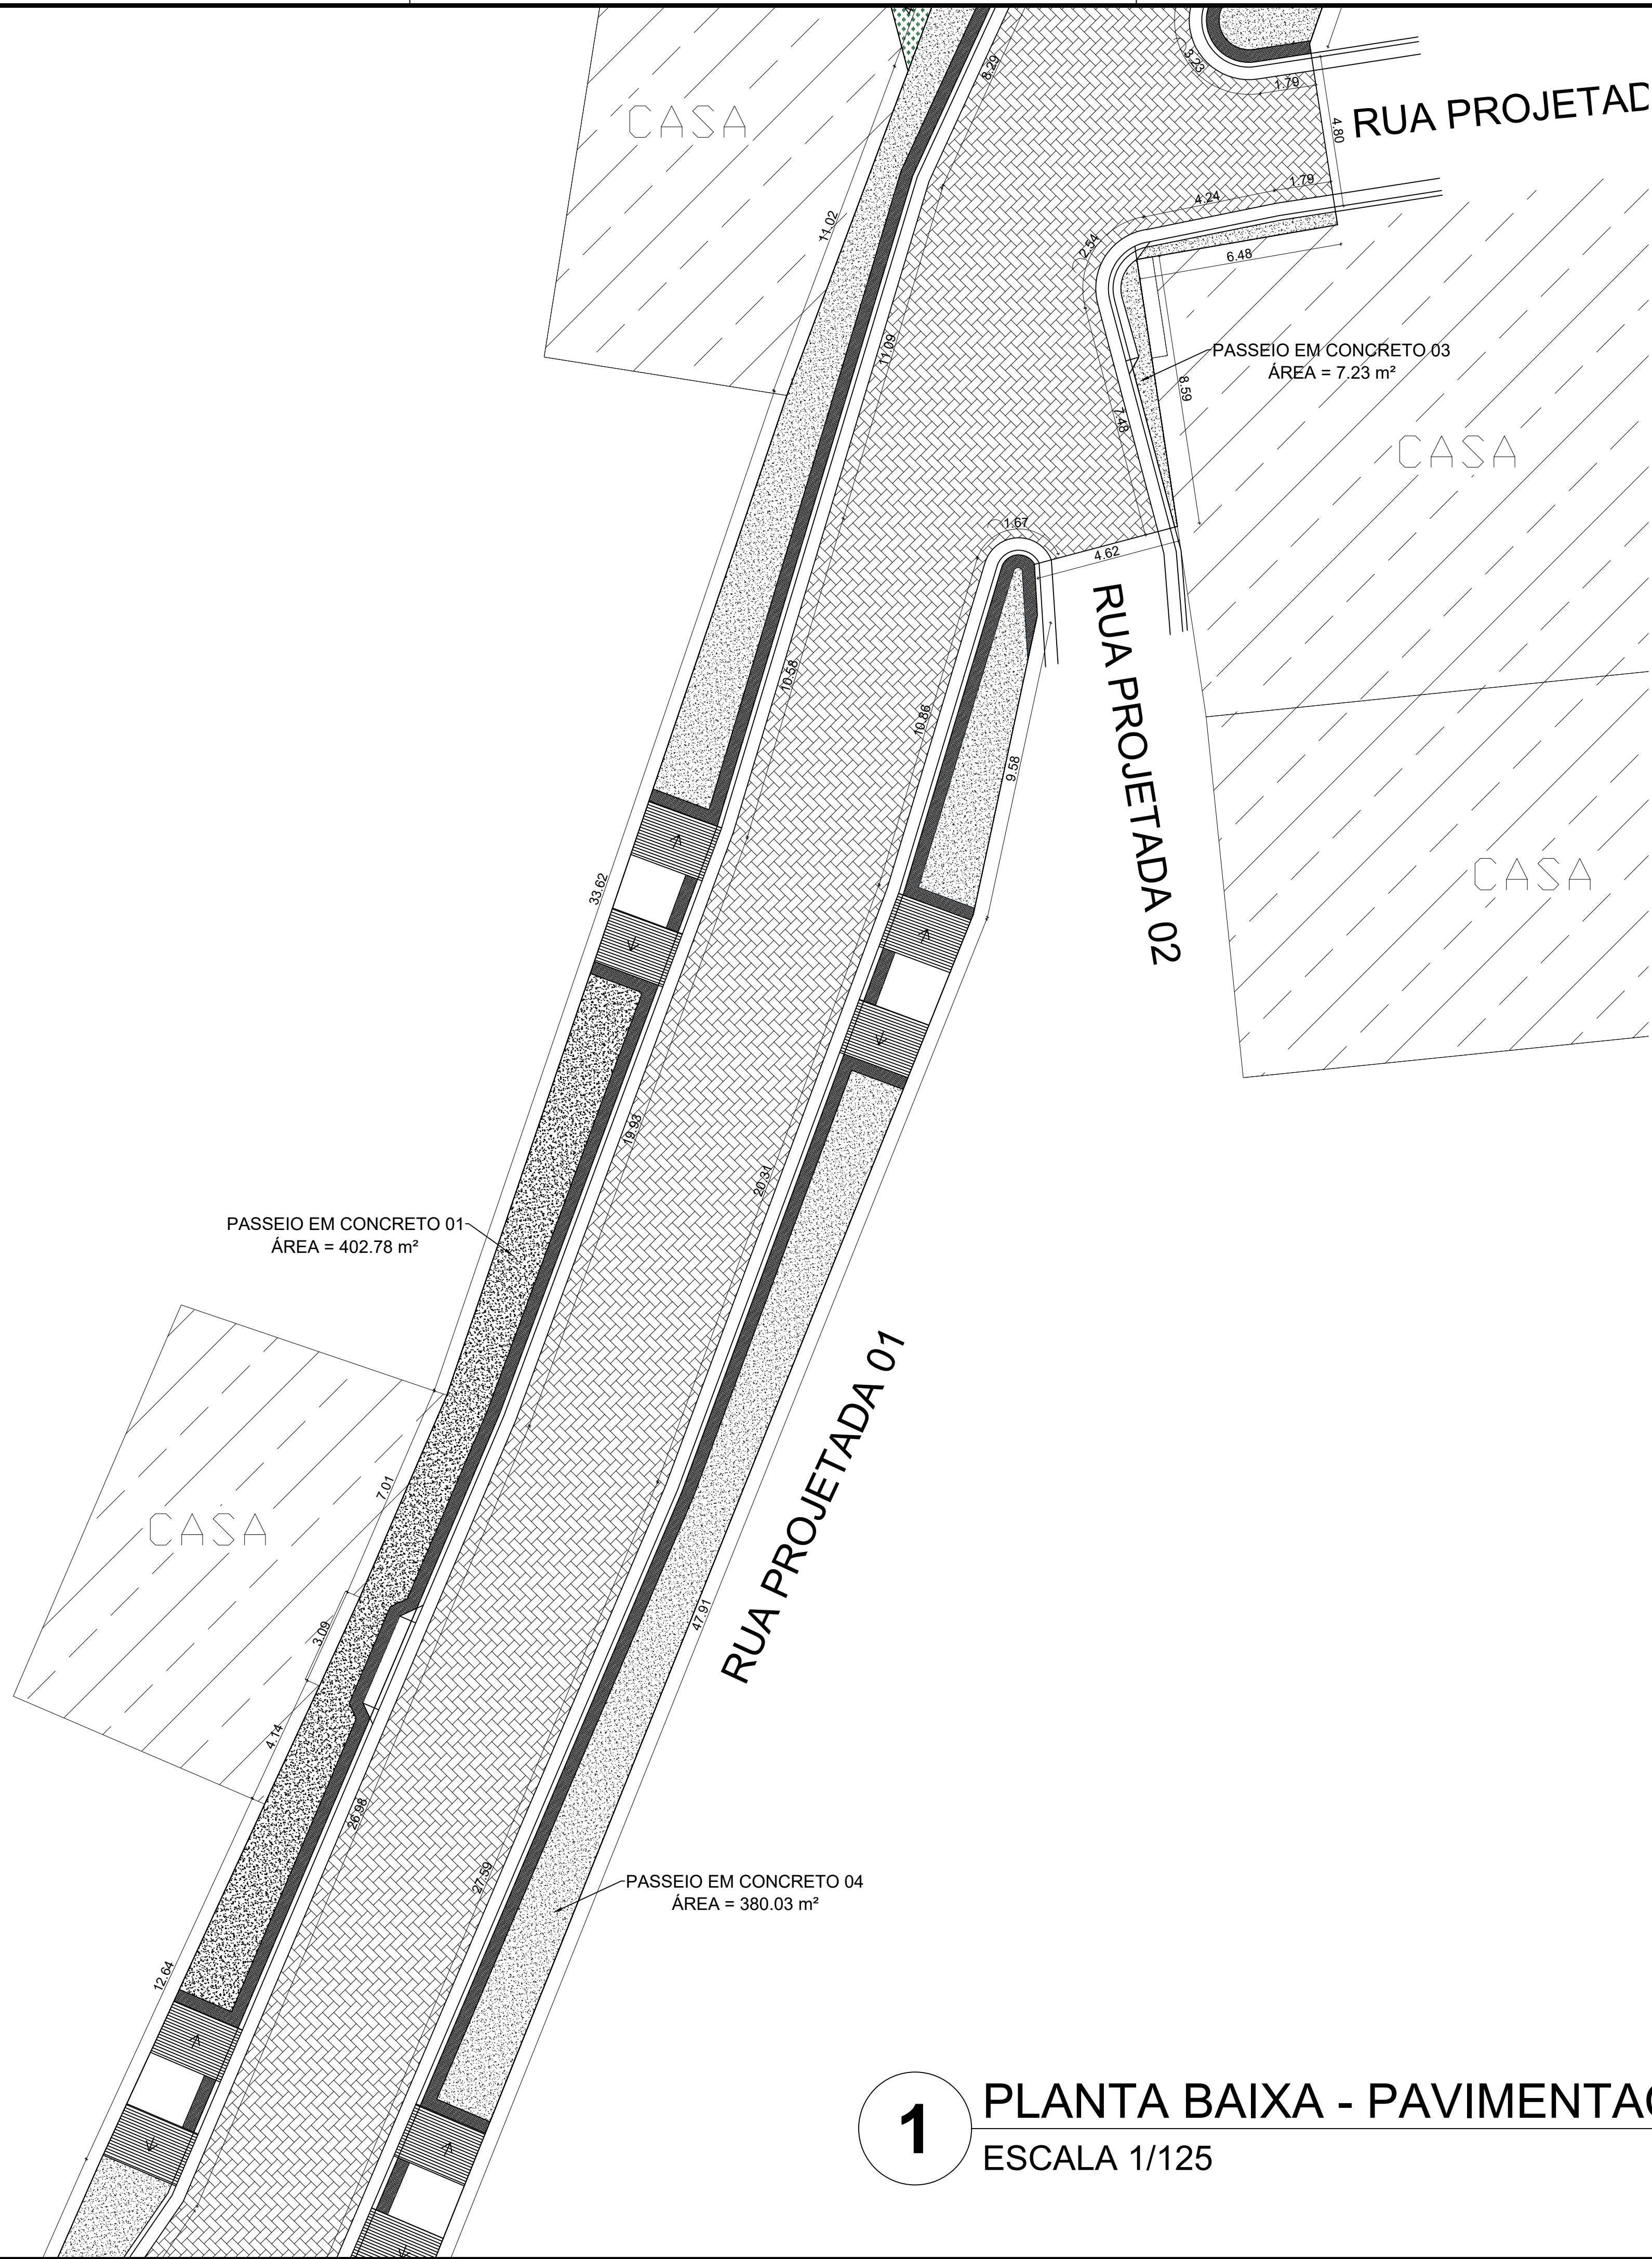 8.29
3.23
1.79
CASA
RUA PROJETAD
4.80
1.79
4.24
11.02
2.54
6.48
11.09
PASSEIO EM CONCRETO 03
ÁREA = 7.23 m²
8.59
7.48
CASA
1.67
4.62
RUA PROJETADA 02
10.58
10.86
9.58
33.62
CASA
19.93
20.31
PASSEIO EM CONCRETO 01
ÁREA = 402.78 m²
RUA PROJETADA 01
7.01
CASA
3.09
47.91
4.14
26.98
27.59
PASSEIO EM CONCRETO 04
ÁREA = 380.03 m²
12.64
1
PLANTA BAIXA - PAVIMENTAÇ
ESCALA 1/125